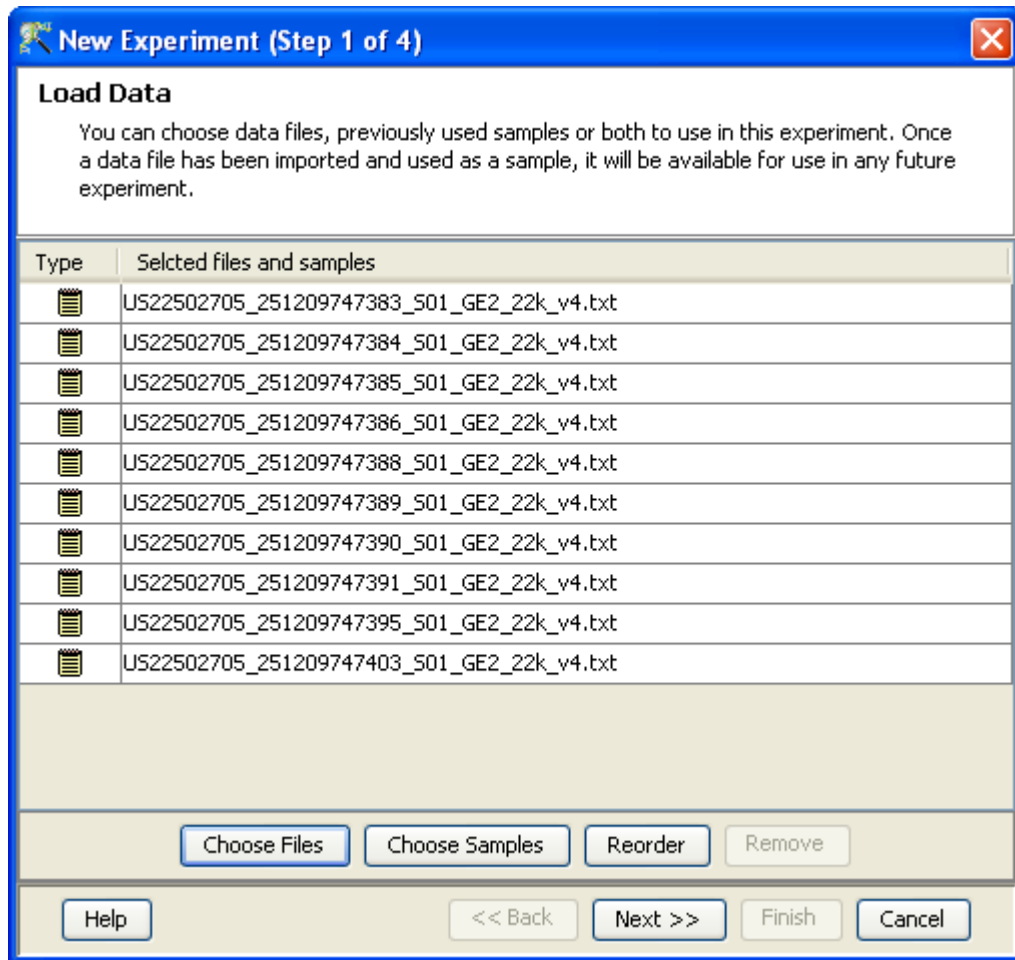 New Experiment (Step 1 of 4)
Load Data
You can choose data files, previously used samples or both to use in this experiment. Once
a data file has been imported and used as a sample, it will be available for use in any future
experiment.
Type Selcted files and samples
US22502705_251209747383_S01_GE2_22k_v4.txt
US22502705_251209747384_S01_GE2_22k_v4.txt
US22502705_251209747385_S01_GE2_22k_v4.txt
US22502705_251209747386_S01_GE2_22k_v4.txt
US22502705_251209747388_S01_GE2_22k_v4.txt
US22502705_251209747389_S01_GE2_22k_v4.txt
US22502705_251209747390_S01_GE2_22k_v4.txt
US22502705_251209747391_S01_GE2_22k_v4.txt
US22502705_251209747395_S01_GE2_22k_v4.txt
US22502705_251209747403_S01_GE2_22k_v4.txt
Choose Files Choose Samples Reorder Remove
Help << Back Next >> Finish Cancel